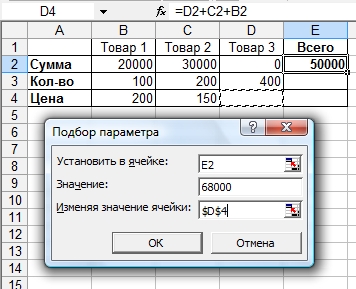 D4 =D2+C2+B2
A B C D E
1 Товар 1 Товар 2 Товар 3 Всего
2 Сумма 20000 30000 0 50000
3 Кол-во 100 200 400
4 Цена 200 150
5
6
7 Подбор параметра
8 Установить в ячейке: E2
9 Значение: 68000
10 Изменяя значение ячейки: $D$4
11
12 OK Отмена
13
14
15